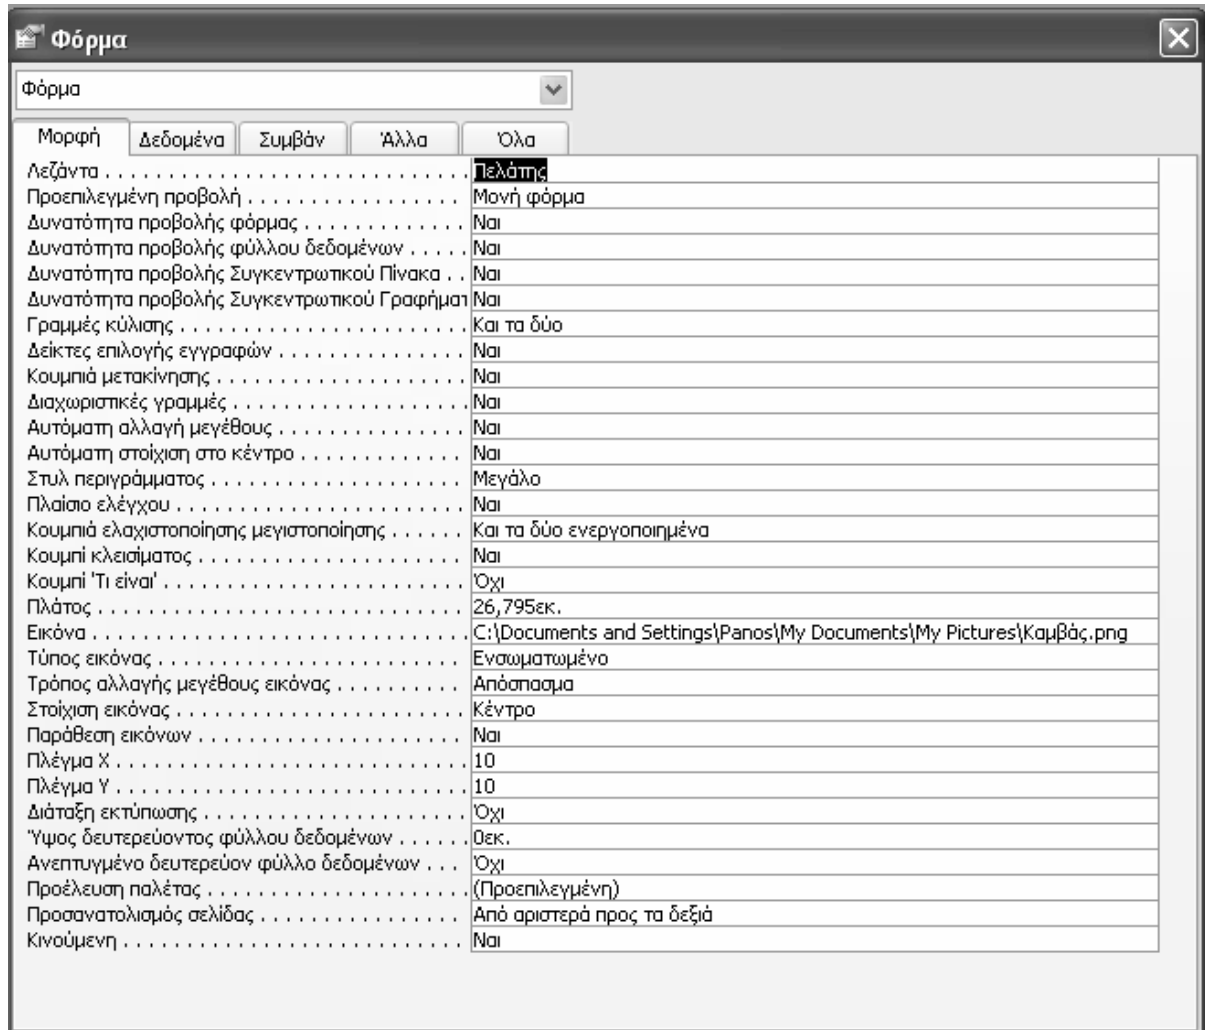 Φόρμα
Φόρμα
Μορφή Δεδομένα Συμβάν Άλλα Όλα
Λεζάντα . . . . . . . . . . . . . . . . . . . . . . . . . . . . . Πελάτης
Προεπιλεγμένη προβολή . . . . . . . . . . . . . . . . . Μονή φόρμα
Δυνατότητα προβολής φόρμας . . . . . . . . . . . . . Ναι
Δυνατότητα προβολής φύλλου δεδομένων . . . . . Ναι
Δυνατότητα προβολής Συγκεντρωτικού Πίνακα . . Ναι
Δυνατότητα προβολής Συγκεντρωτικού Γραφήματ Ναι
Γραμμές κύλισης . . . . . . . . . . . . . . . . . . . . . . . Και τα δύο
Δείκτες επιλογής εγγραφών . . . . . . . . . . . . . . . Ναι
Κουμπιά μετακίνησης . . . . . . . . . . . . . . . . . . . . Ναι
Διαχωριστικές γραμμές . . . . . . . . . . . . . . . . . . Ναι
Αυτόματη αλλαγή μεγέθους . . . . . . . . . . . . . . . Ναι
Αυτόματη στοίχιση στο κέντρο . . . . . . . . . . . . . Ναι
Στυλ περιγράμματος . . . . . . . . . . . . . . . . . . . . Μεγάλο
Πλαίσιο ελέγχου . . . . . . . . . . . . . . . . . . . . . . . Ναι
Κουμπιά ελαχιστοποίησης μεγιστοποίησης . . . . . . Και τα δύο ενεργοποιημένα
Κουμπί κλεισίματος . . . . . . . . . . . . . . . . . . . . . Ναι
Κουμπί 'Τι είναι' . . . . . . . . . . . . . . . . . . . . . . . . Όχι
Πλάτος . . . . . . . . . . . . . . . . . . . . . . . . . . . . . 26,795εκ.
Εικόνα . . . . . . . . . . . . . . . . . . . . . . . . . . . . . . C:\Documents and Settings\Panos\My Documents\My Pictures\Καμβάς.png
Τύπος εικόνας . . . . . . . . . . . . . . . . . . . . . . . . Ενσωματωμένο
Τρόπος αλλαγής μεγέθους εικόνας . . . . . . . . . . Απόσπασμα
Στοίχιση εικόνας . . . . . . . . . . . . . . . . . . . . . . . Κέντρο
Παράθεση εικόνων . . . . . . . . . . . . . . . . . . . . . Ναι
Πλέγμα X . . . . . . . . . . . . . . . . . . . . . . . . . . . . 10
Πλέγμα Y . . . . . . . . . . . . . . . . . . . . . . . . . . . . 10
Διάταξη εκτύπωσης . . . . . . . . . . . . . . . . . . . . . Όχι
Ύψος δευτερεύοντος φύλλου δεδομένων . . . . . . 0εκ.
Ανεπτυγμένο δευτερεύον φύλλο δεδομένων . . . Όχι
Προέλευση παλέτας . . . . . . . . . . . . . . . . . . . . . (Προεπιλεγμένη)
Προσανατολισμός σελίδας . . . . . . . . . . . . . . . . Από αριστερά προς τα δεξιά
Κινούμενη . . . . . . . . . . . . . . . . . . . . . . . . . . . Ναι